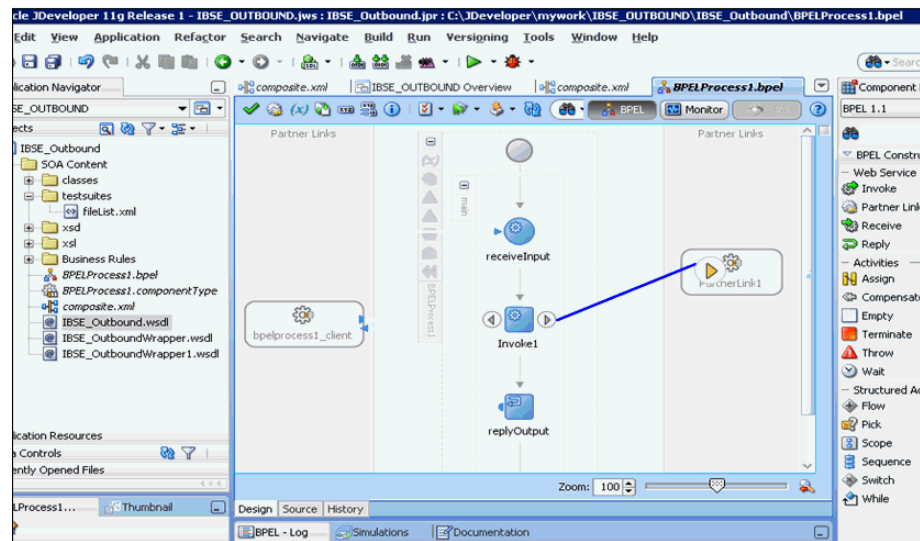 cle JDeveloper 11g Release 1 - IBSE_OUTBOUND.jws : IBSE_Outbound.jpr : C:\JDeveloper\mywork\IBSE_OUTBOUND\IBSE_Outbound\BPELProcess1.bpel
Edit View Application Refactor Search Navigate Build Run Versioning Tools Window Help
Sear
lication Navigator
composite.xml
IBSE_OUTBOUND Overview
composite.xml
BPELProcess1.bpel
Component
SE_OUTBOUND
BPEL
Monitor
BPEL 1.1
ects
IBSE_Outbound
SOA Content
classes
testsuites
fileList.xml
xsd
xsl
Business Rules
BPELProcess1.bpel
BPELProcess1.componentType
composite.xml
IBSE_Outbound.wsdl
IBSE_OutboundWrapper.wsdl
IBSE_OutboundWrapper1.wsdl
lication Resources
a Controls
ently Opened Files
LProcess1...
Thumbnail
Partner Links
Partner Links
(x)
main
BPELProcess1
receiveInput
bpelprocess1_client
Invoke1
PartnerLink1
replyOutput
Zoom: 100
Design Source History
BPEL - Log
Simulations
Documentation
BPEL Constru
Web Service
Invoke
Partner Link
Receive
Reply
Activities
Assign
Compensate
Empty
Terminate
Throw
Wait
Structured Ac
Flow
Pick
Scope
Sequence
Switch
While